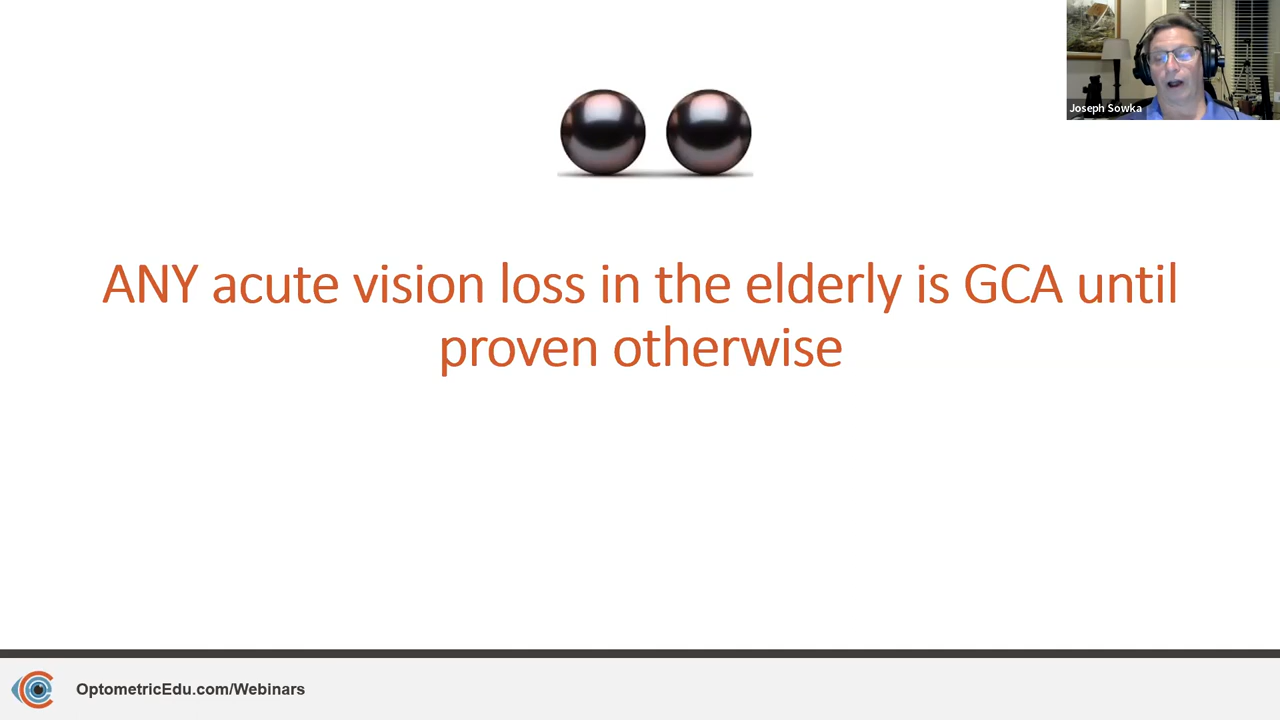 Joseph Sowka
ANY acute vision loss in the elderly is GCA until
proven otherwise
OptometricEdu.com/Webinars